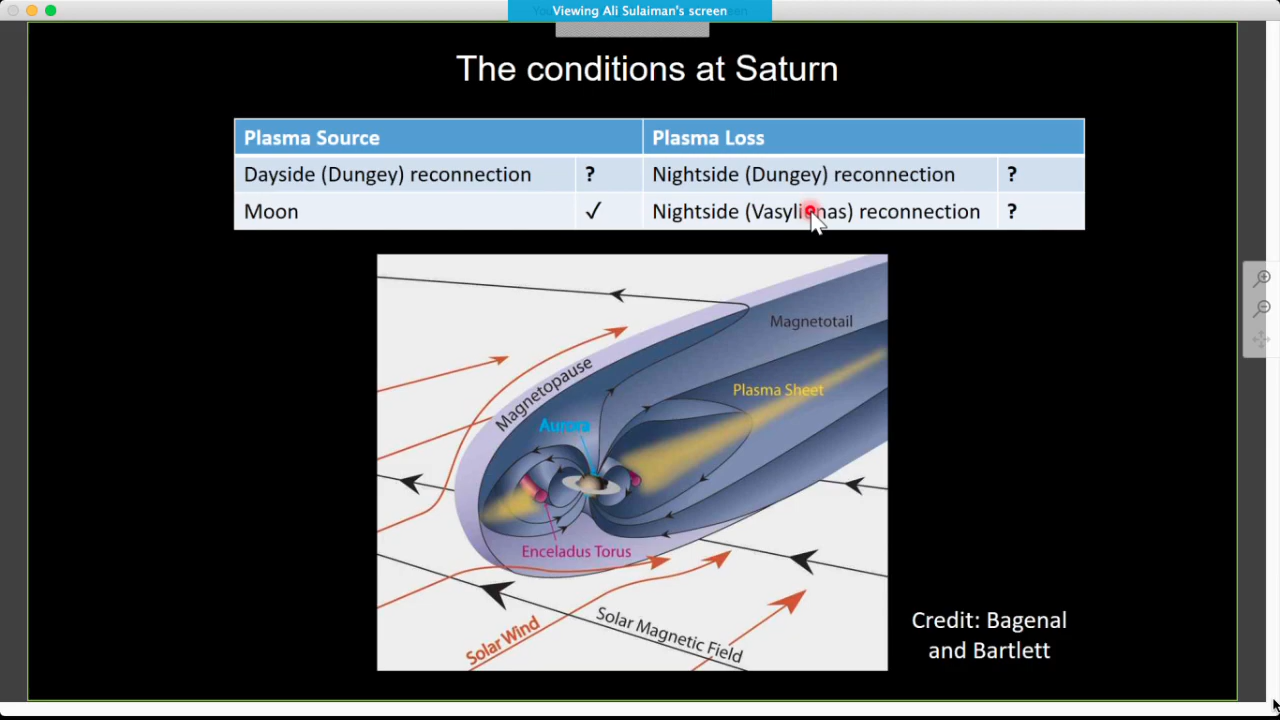 Viewing Ali Sulaiman's screen
The conditions at Saturn
Plasma Source
Plasma Loss
Dayside (Dungey) reconnection
?
Nightside (Dungey) reconnection
?
Moon
✓
Nightside reconnection
?
Magnetotail
Magnetopause
Plasma Sheet
Aurora
Enceladus Torus
Solar Wind
Solar Magnetic Field
Credit: Bagenal
and Bartlett